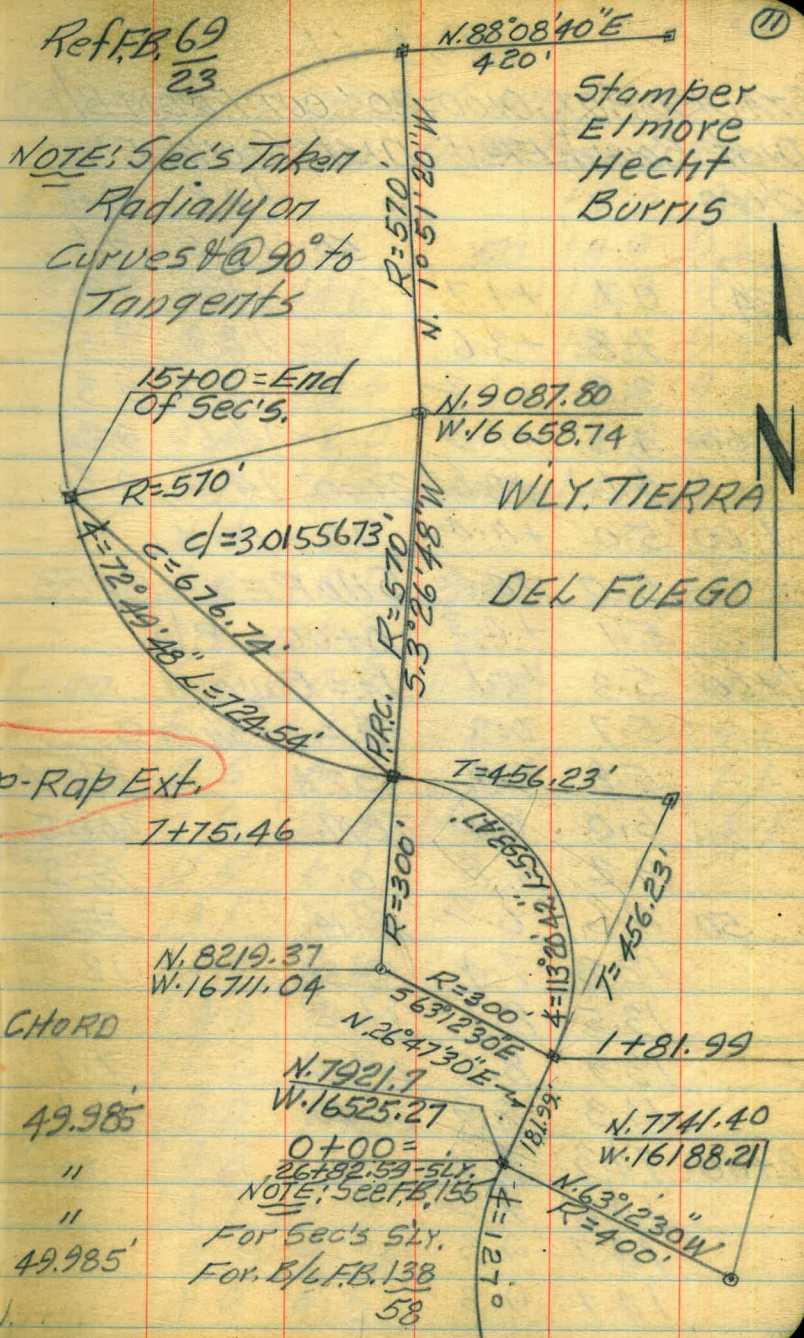 11
Ref. F.B. 69
23
N. 88°08'40" E
420'
Stamper
Elmore
Hecht
Burris
NOTE: Sec's Taken
Radially on
Curves & @ 90° to
Tangents
R=570'
N. 1°51'20" W
15+00 = End
Of Sec's.
N. 9087.80
W. 16658.74
N
R=570'
WLY. TIERRA
DEL FUEGO
d=3.0155673'
C=676.74'
∠=72°49'48" L=724.54'
R=570'
S. 3°26'48" W
P.R.C.
p-Rap Ext.
7+75.46
T=456.23'
L=593.47'
∠=113°20'42"
T=456.23'
R=300'
N. 8219.37
W. 16711.04
R=300'
S 63°12'30" E
N. 26°47'30" E
1+81.99
CHORD
49.985'
"
"
49.985'
N. 7921.7
W. 16525.27
181.99'
0+00 =
26+82.59-SLY.
NOTE: See F.B. 155
For Sec's SLY.
For B/L F.B. 138
58
N. 7741.40
W. 16188.21
N. 63°12'30" W
R=400'
∠=127°